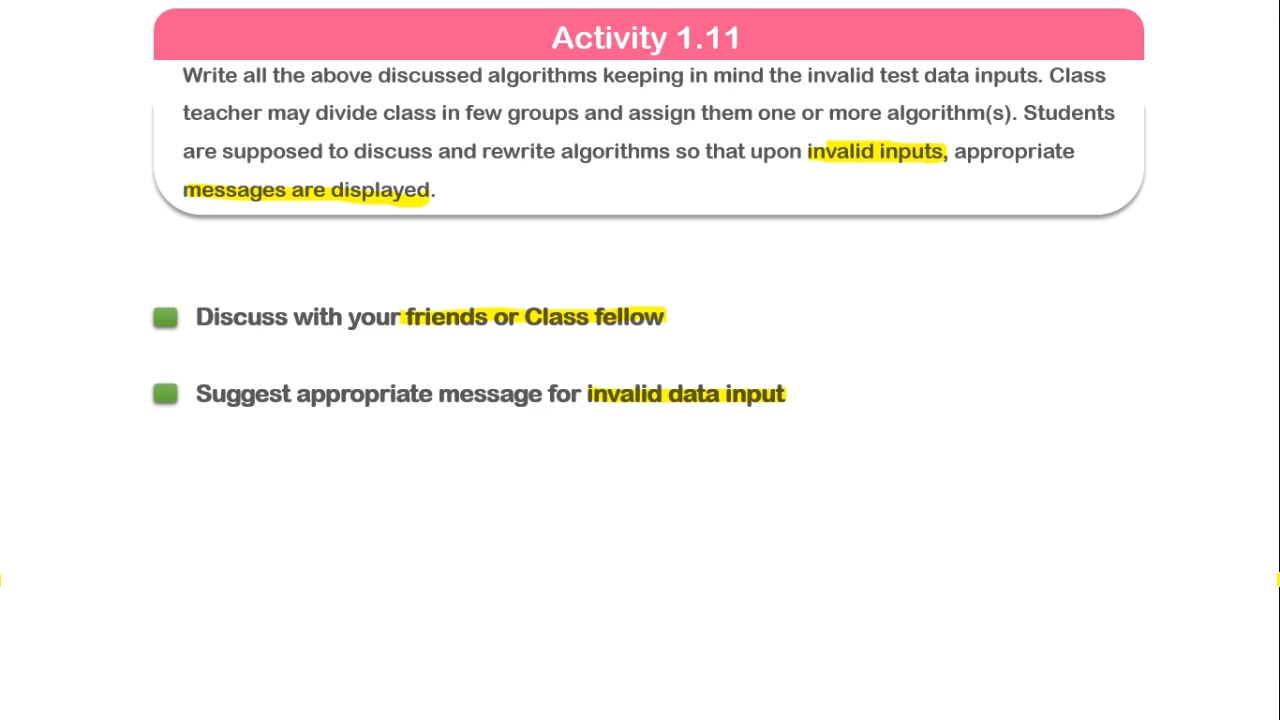 Activity 1.11
Write all the above discussed algorithms keeping in mind the invalid test data inputs. Class
teacher may divide class in few groups and assign them one or more algorithm(s). Students
are supposed to discuss and rewrite algorithms so that upon invalid inputs, appropriate
messages are displayed.
Discuss with your friends or Class fellow
Suggest appropriate message for invalid data input